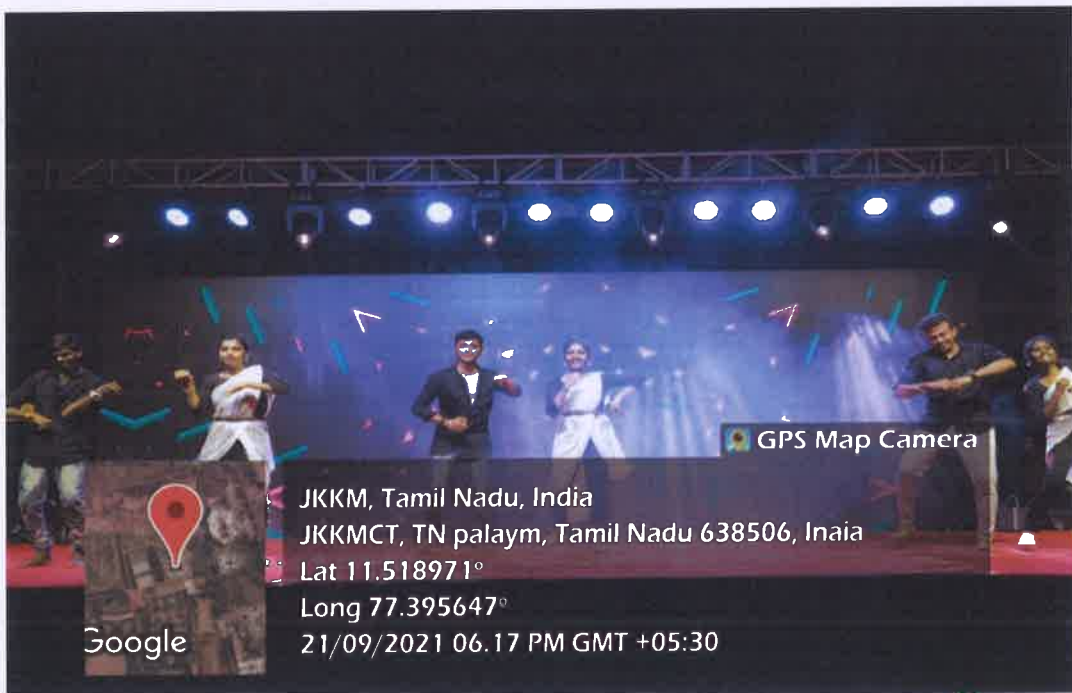 GPS Map Camera
JKKM, Tamil Nadu, India
JKKMCT, TN palaym, Tamil Nadu 638506, Inaia
Lat 11.518971°
Long 77.395647°
21/09/2021 06.17 PM GMT +05:30
Google